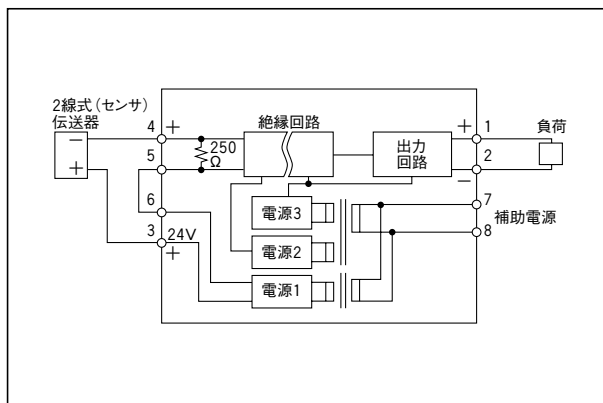 2線式（センサ）
伝送器
−
+
4
+
5
6
3
24V
+
250
Ω
絶縁回路
出力
回路
+
1
2
−
負荷
7
8
補助電源
電源3
電源2
電源1